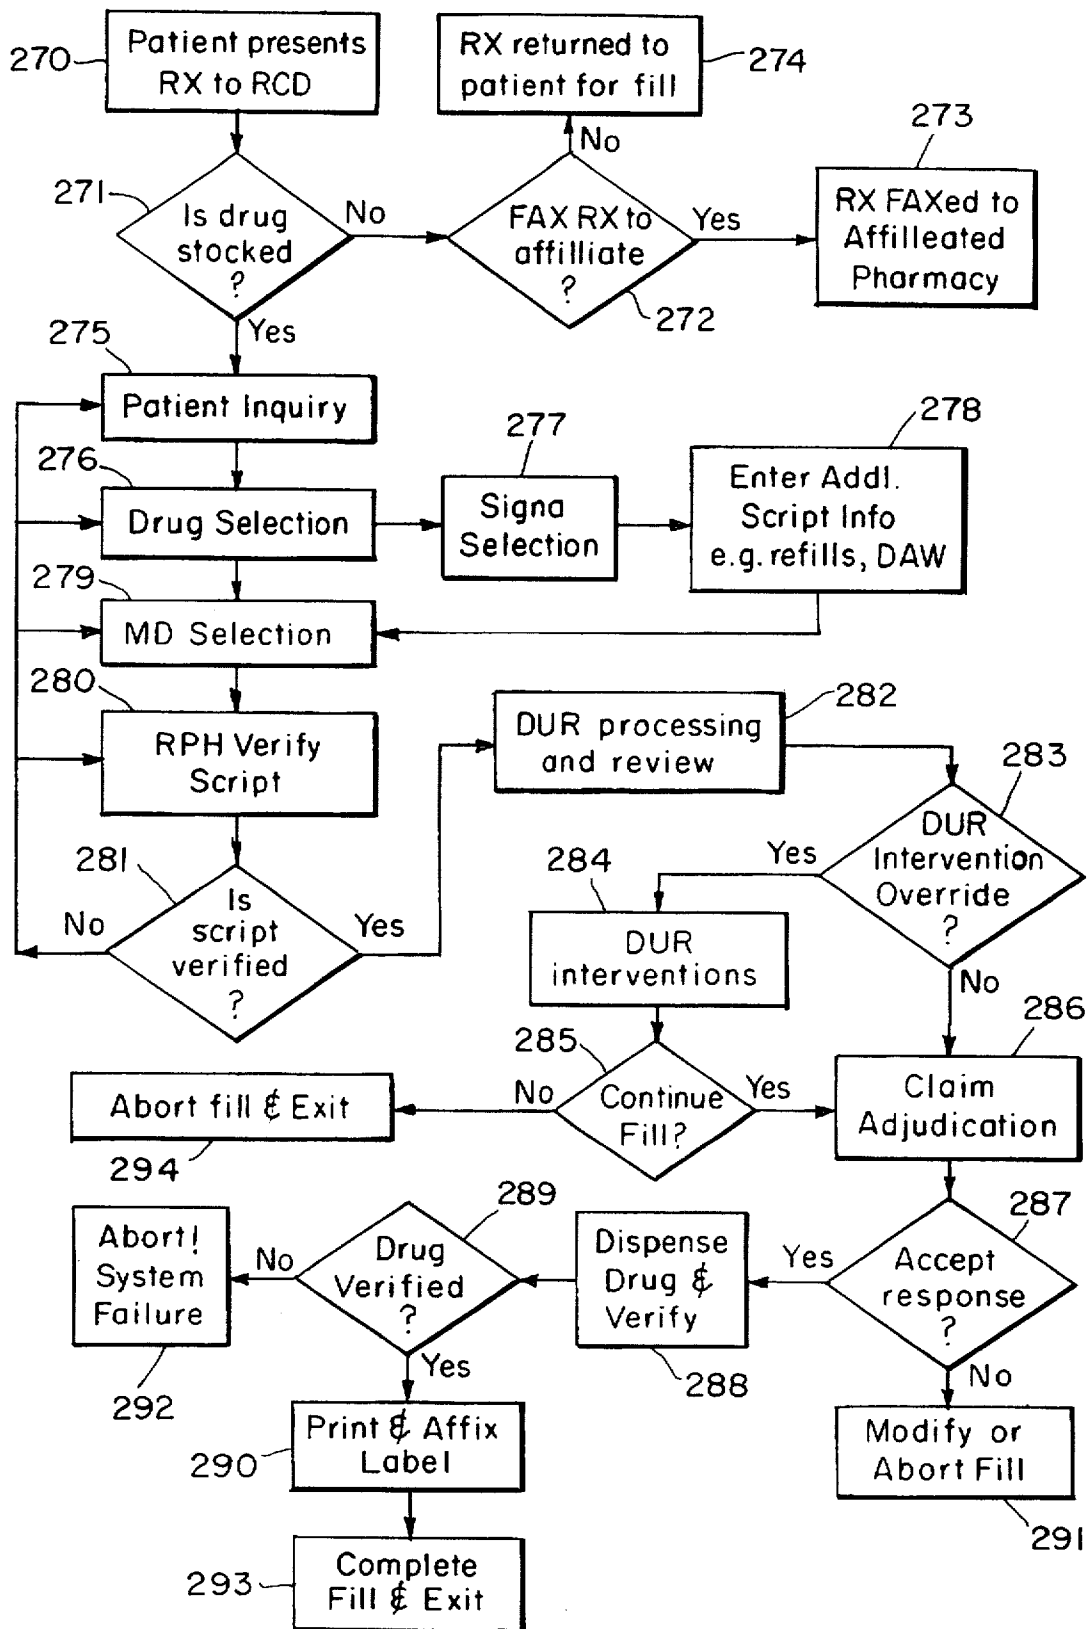 270
Patient presents
RX to RCD
RX returned to
patient for fill
274
271
Is drug
stocked
?
No
Yes
No
FAX RX to
affilliate
?
272
Yes
273
RX FAXed to
Affilleated
Pharmacy
275
Patient Inquiry
276
Drug Selection
277
Signa
Selection
278
Enter Addl.
Script Info
e.g. refills, DAW
279
MD Selection
280
RPH Verify
Script
281
Is
script
verified
?
No
Yes
282
DUR processing
and review
283
DUR
Intervention
Override
?
Yes
No
284
DUR
interventions
285
Continue
Fill?
No
Yes
286
Claim
Adjudication
Abort fill & Exit
294
287
Accept
response
?
Yes
No
Dispense
Drug &
Verify
288
289
Drug
Verified
?
No
Yes
Abort!
System
Failure
292
290
Print & Affix
Label
Modify or
Abort Fill
291
293
Complete
Fill & Exit